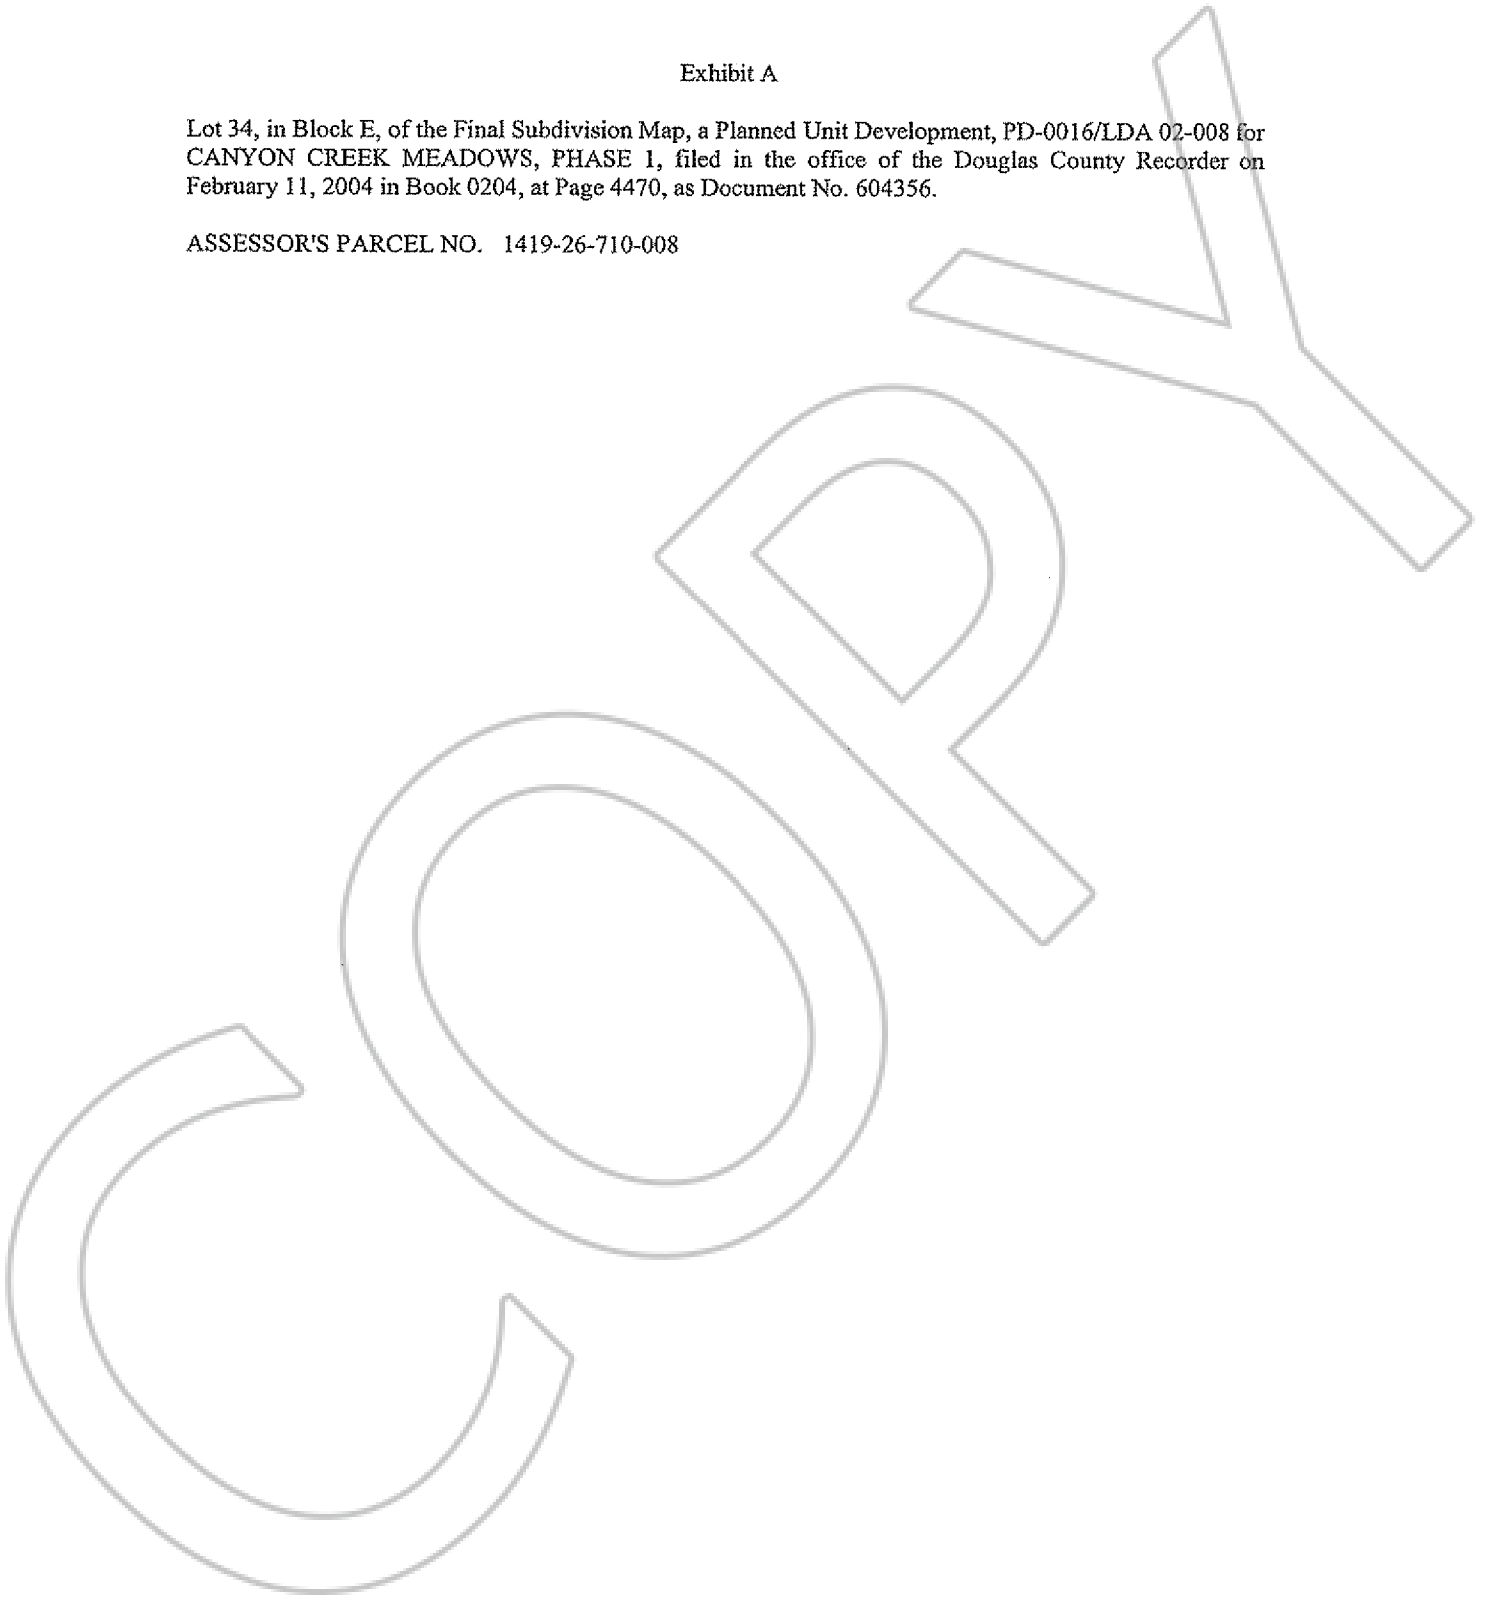 Exhibit A
Lot 34, in Block E, of the Final Subdivision Map, a Planned Unit Development, PD-0016/LDA 02-008 for
CANYON CREEK MEADOWS, PHASE 1, filed in the office of the Douglas County Recorder on
February 11, 2004 in Book 0204, at Page 4470, as Document No. 604356.
ASSESSOR'S PARCEL NO. 1419-26-710-008
COPY